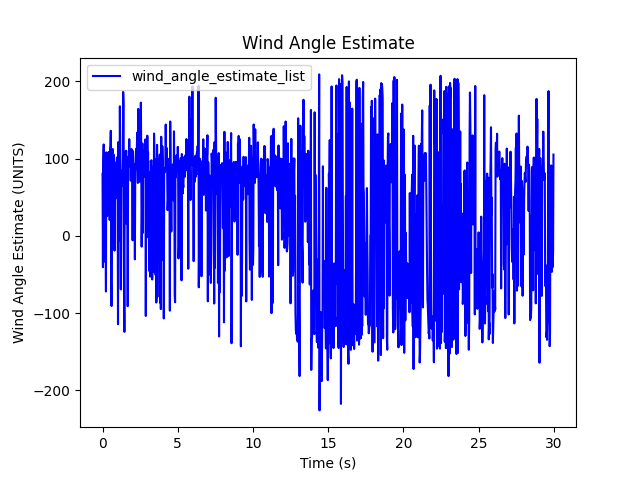 Wind Angle Estimate
wind_angle_estimate_list
Wind Angle Estimate (UNITS)
200
100
0
−100
−200
0 5 10 15 20 25 30
Time (s)